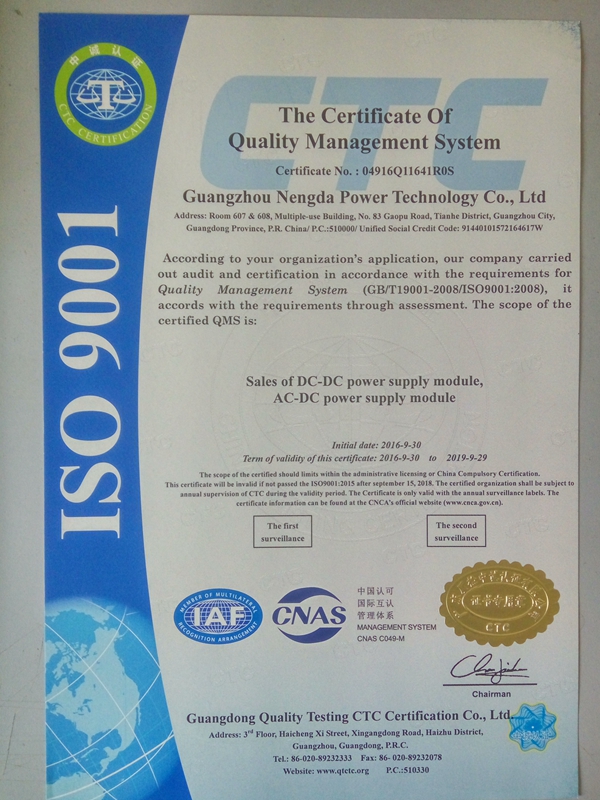 中诚认证
CTC CERTIFICATION
CTC
ISO 9001
The Certificate Of
Quality Management System
Certificate No. : 04916Q11641R0S
Guangzhou Nengda Power Technology Co., Ltd
Address: Room 607 & 608, Multiple-use Building, No. 83 Gaopu Road, Tianhe District, Guangzhou City,
Guangdong Province, P.R. China/ P.C.:510000/ Unified Social Credit Code: 91440101572164617W
According to your organization's application, our company carried
out audit and certification in accordance with the requirements for
Quality Management System (GB/T19001-2008/ISO9001:2008), it
accords with the requirements through assessment. The scope of the
certified QMS is:
Sales of DC-DC power supply module,
AC-DC power supply module
Initial date: 2016-9-30
Term of validity of this certificate: 2016-9-30 to 2019-9-29
The scope of the certified should limits within the administrative licensing or China Compulsory Certification.
This certificate will be invalid if not passed the ISO9001:2015 after september 15, 2018. The certified organization shall be subject to
annual supervision of CTC during the validity period. The Certificate is only valid with the annual surveillance labels. The
certificate information can be found at the CNCA's official website (www.cnca.gov.cn).
The first
surveillance
The second
surveillance
MEMBER OF MULTILATERAL
IAF
RECOGNITION ARRANGEMENT
CNAS
中国认可
国际互认
管理体系
MANAGEMENT SYSTEM
CNAS C049-M
证书专用章
CTC
Chairman
Guangdong Quality Testing CTC Certification Co., Ltd.
Address: 3rd Floor, Haicheng Xi Street, Xingangdong Road, Haizhu District,
Guangzhou, Guangdong, P.R.C.
Tel.: 86-020-89232333 Fax: 86- 020-89232078
Website: www.qtctc.org P.C.:510330